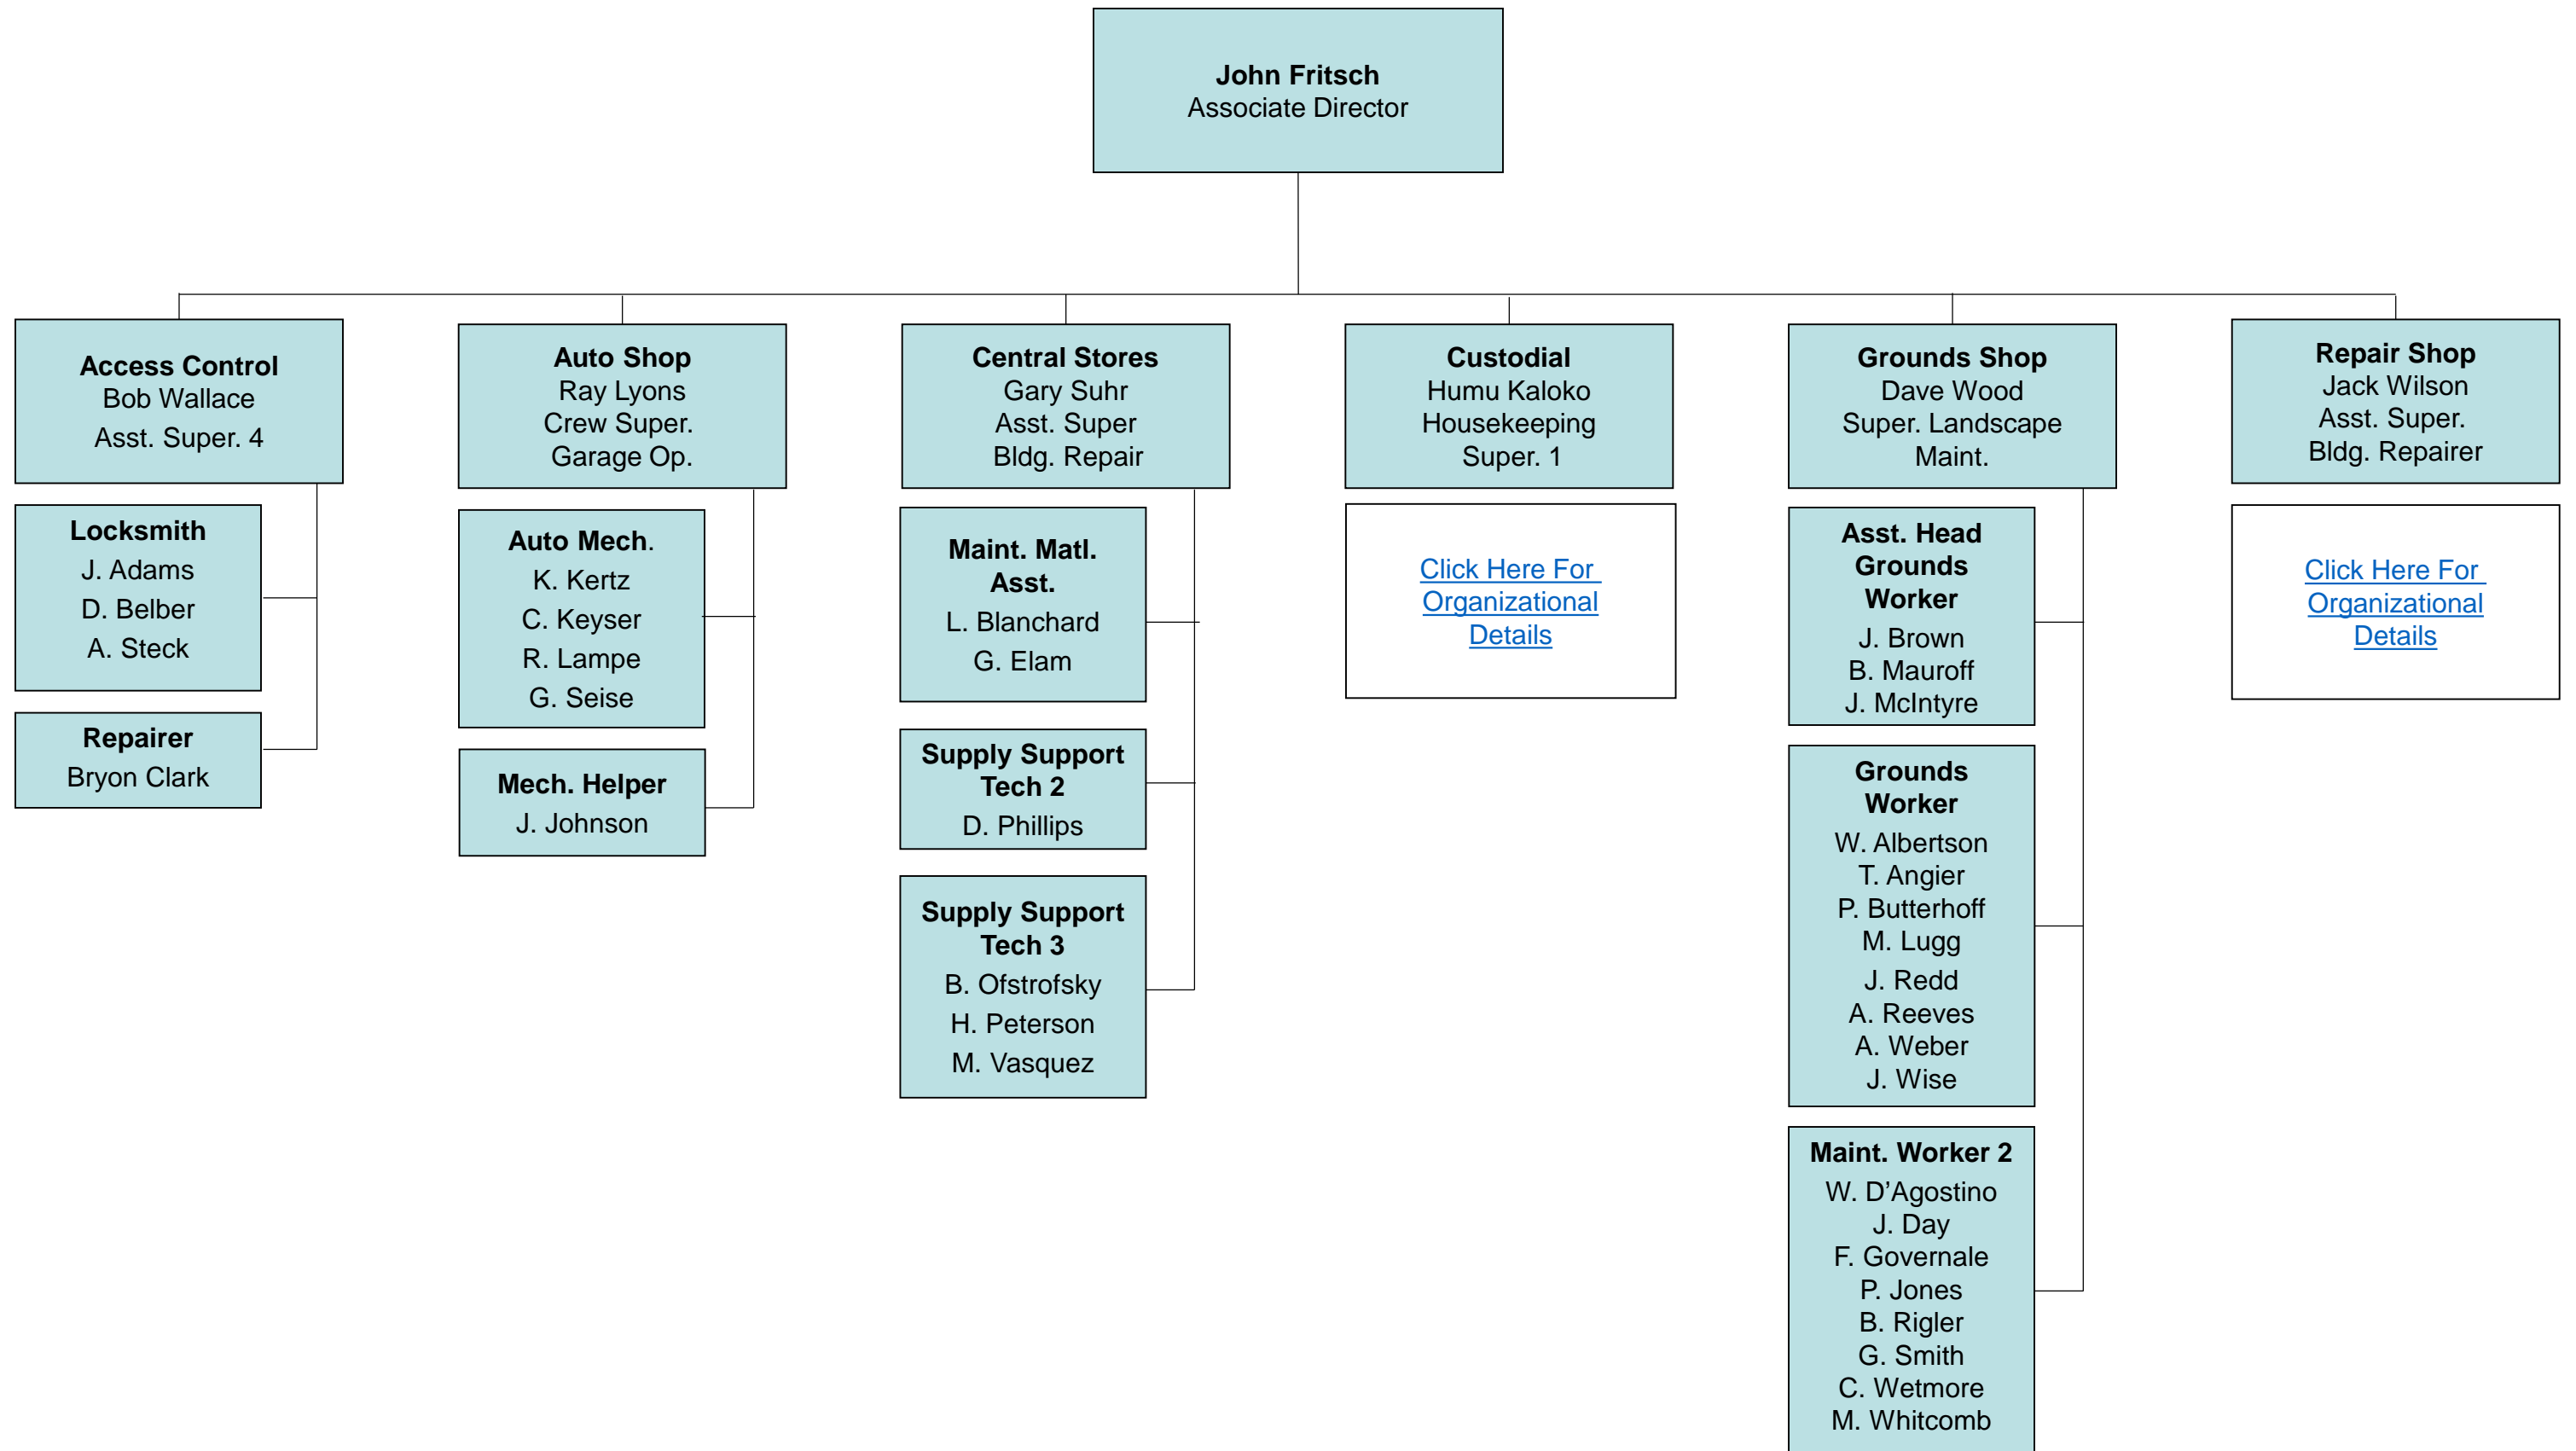 John Fritsch
Associate Director
Access Control
Bob Wallace
Asst. Super. 4
Locksmith
J. Adams
D. Belber
A. Steck
Repairer
Bryon Clark
Auto Shop
Ray Lyons
Crew Super.
Garage Op.
Auto Mech.
K. Kertz
C. Keyser
R. Lampe
G. Seise
Mech. Helper
J. Johnson
Central Stores
Gary Suhr
Asst. Super
Bldg. Repair
Maint. Matl.
Asst.
L. Blanchard
G. Elam
Supply Support
Tech 2
D. Phillips
Supply Support
Tech 3
B. Ofstrofsky
H. Peterson
M. Vasquez
Custodial
Humu Kaloko
Housekeeping
Super. 1
Click Here For
Organizational
Details
Grounds Shop
Dave Wood
Super. Landscape
Maint.
Asst. Head
Grounds
Worker
J. Brown
B. Mauroff
J. McIntyre
Grounds
Worker
W. Albertson
T. Angier
P. Butterhoff
M. Lugg
J. Redd
A. Reeves
A. Weber
J. Wise
Maint. Worker 2
W. D’Agostino
J. Day
F. Governale
P. Jones
B. Rigler
G. Smith
C. Wetmore
M. Whitcomb
Repair Shop
Jack Wilson
Asst. Super.
Bldg. Repairer
Click Here For
Organizational
Details